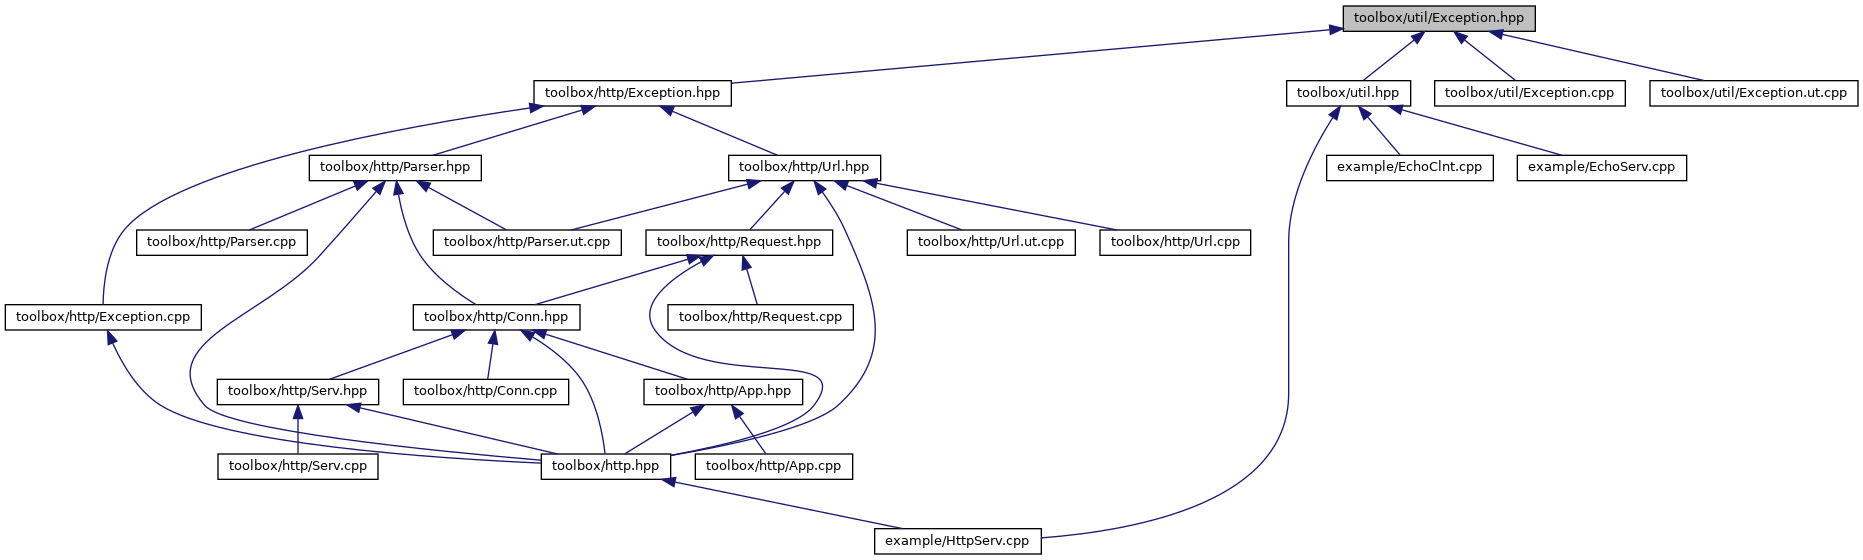 toolbox/util/Exception.hpp
toolbox/http/Exception.hpp
toolbox/util.hpp
toolbox/util/Exception.cpp
toolbox/util/Exception.ut.cpp
toolbox/http/Parser.hpp
toolbox/http/Url.hpp
example/EchoClnt.cpp
example/EchoServ.cpp
toolbox/http/Parser.cpp
toolbox/http/Parser.ut.cpp
toolbox/http/Request.hpp
toolbox/http/Url.ut.cpp
toolbox/http/Url.cpp
toolbox/http/Exception.cpp
toolbox/http/Conn.hpp
toolbox/http/Request.cpp
toolbox/http/Serv.hpp
toolbox/http/Conn.cpp
toolbox/http/App.hpp
toolbox/http/Serv.cpp
toolbox/http.hpp
toolbox/http/App.cpp
example/HttpServ.cpp